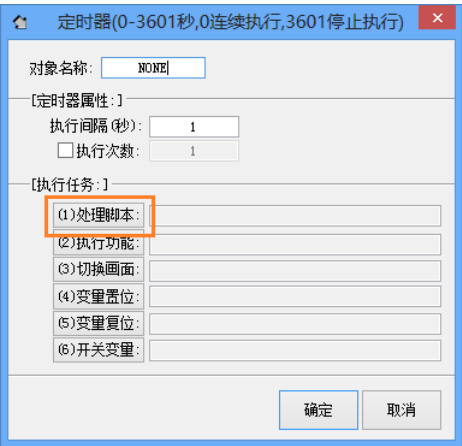 定时器(0-3601秒,0连续执行,3601停止执行)
对象名称: NONE
[定时器属性:]
执行间隔(秒): 1
执行次数: 1
[执行任务:]
(1)处理脚本:
(2)执行功能:
(3)切换画面:
(4)变量置位:
(5)变量复位:
(6)开关变量:
确定 取消